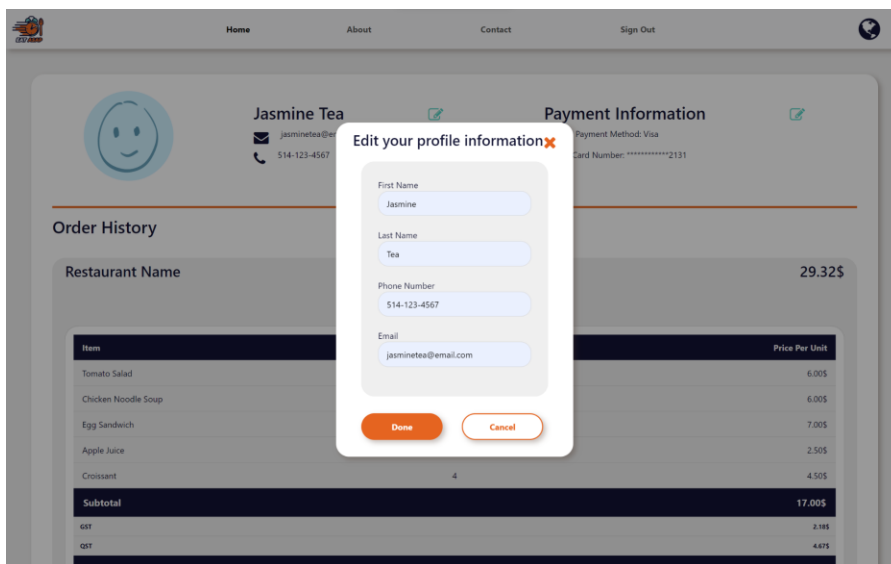 Home About Contact Sign Out
Jasmine Tea
jasminetea@e
514-123-4567
Payment Information
Payment Method: Visa
Card Number: ************2131
Edit your profile information
First Name
Jasmine
Last Name
Tea
Phone Number
514-123-4567
Email
jasminetea@email.com
Done Cancel
Order History
Restaurant Name 29.32$
Item Price Per Unit
Tomato Salad 6.00$
Chicken Noodle Soup 6.00$
Egg Sandwich 7.00$
Apple Juice 2.50$
Croissant 4 4.50$
Subtotal 17.00$
GST 2.18$
QST 4.67$